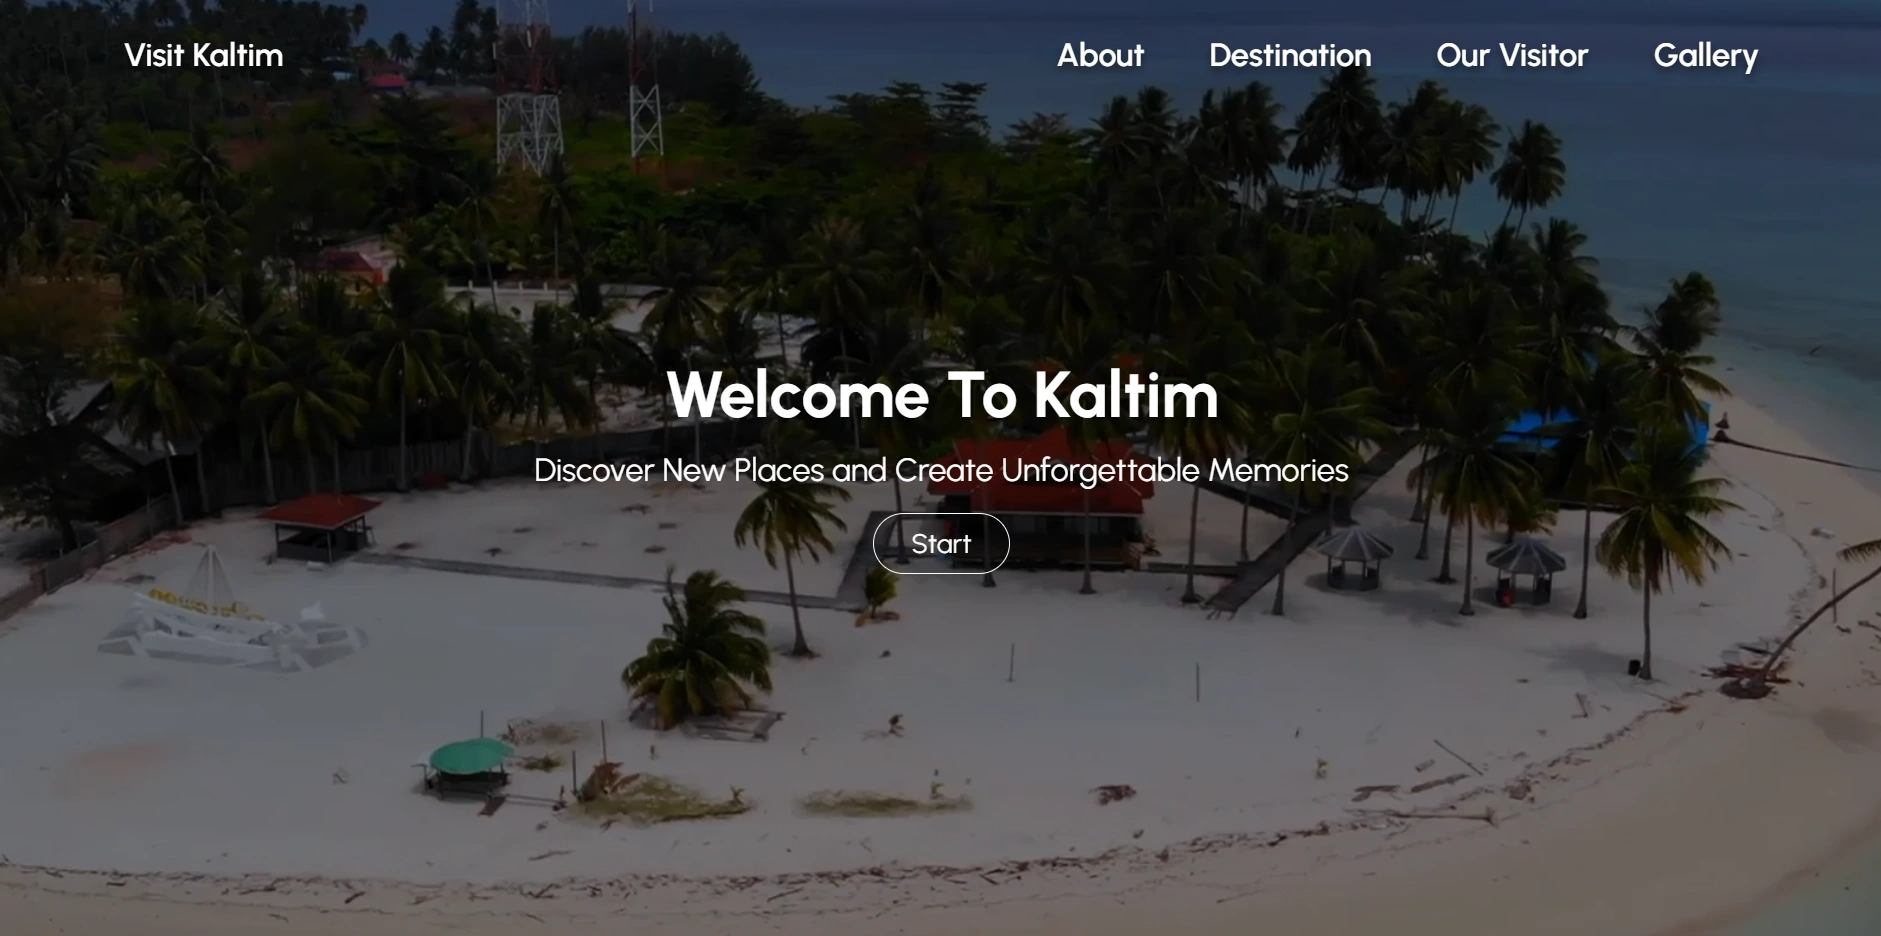 Visit Kaltim
About
Destination
Our Visitor
Gallery
Welcome To Kaltim
Discover New Places and Create Unforgettable Memories
Start